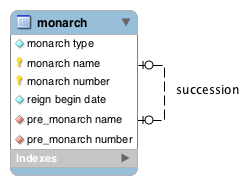 monarch
monarch type
monarch name
monarch number
reign begin date
pre_monarch name
pre_monarch number
Indexes
succession